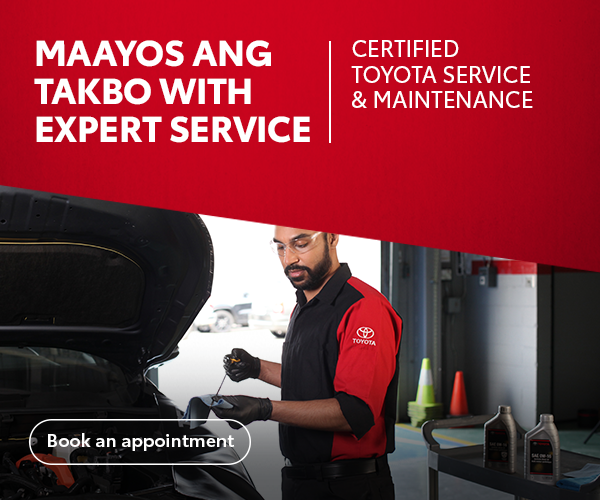 MAAYOS ANG
TAKBO WITH
EXPERT SERVICE
CERTIFIED
TOYOTA SERVICE
& MAINTENANCE
TOYOTA
Book an appointment